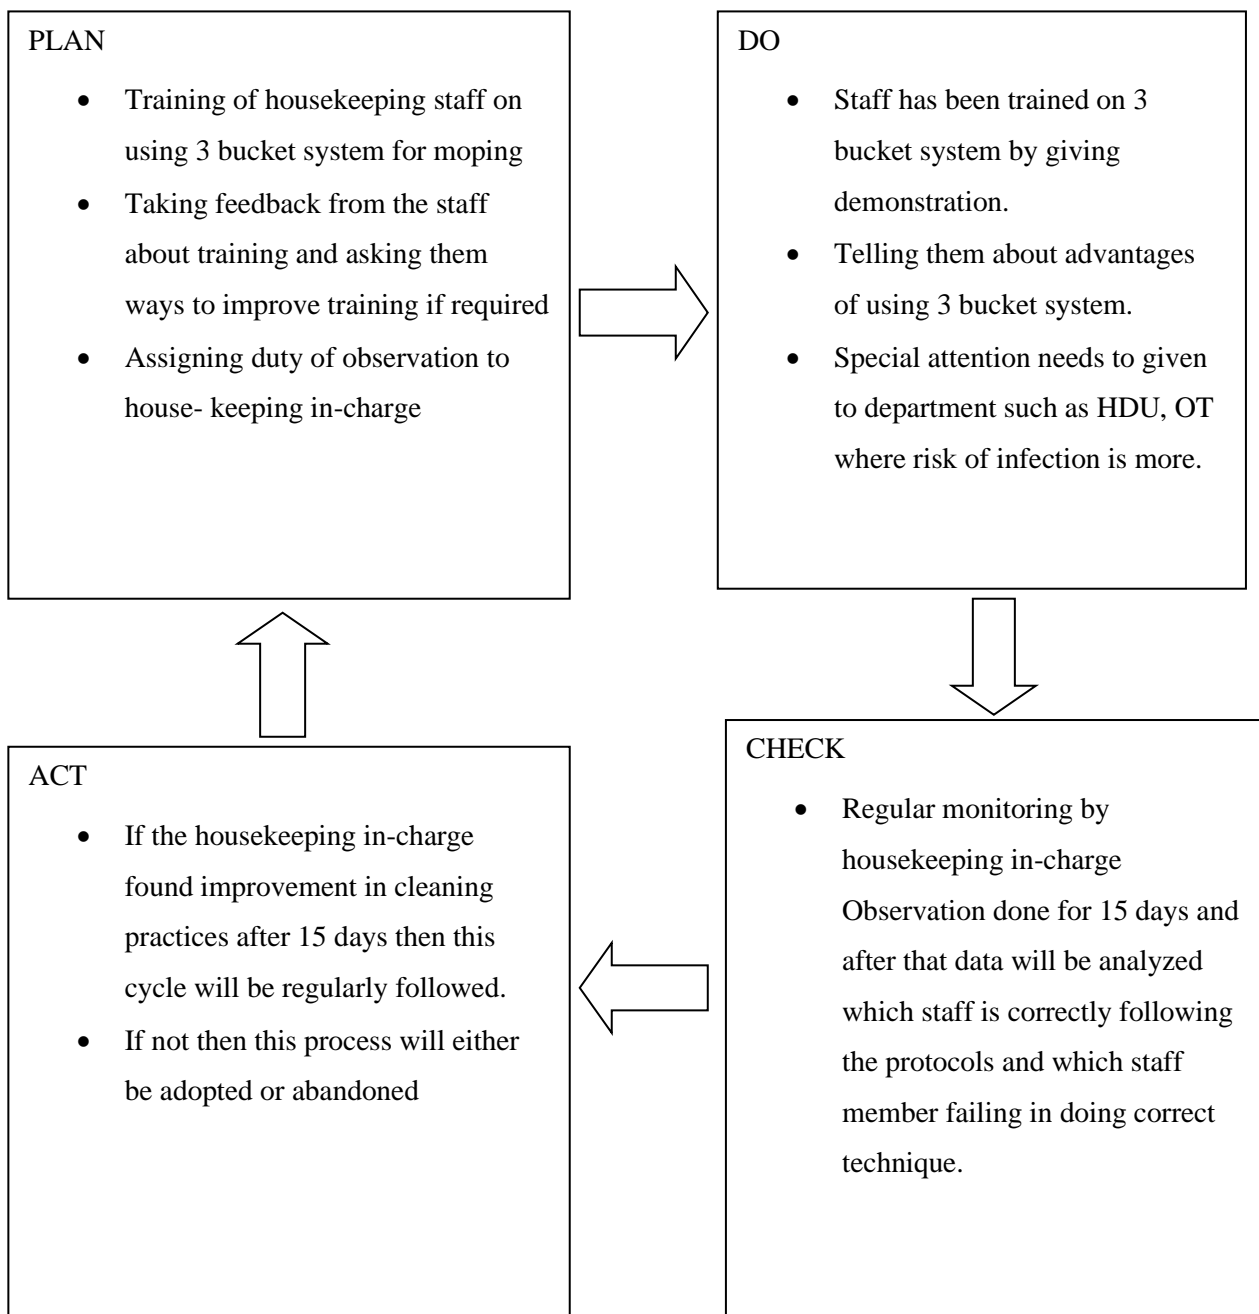 PLAN
• Training of housekeeping staff on
using 3 bucket system for moping
• Taking feedback from the staff
about training and asking them
ways to improve training if required
• Assigning duty of observation to
house- keeping in-charge
DO
• Staff has been trained on 3
bucket system by giving
demonstration.
• Telling them about advantages
of using 3 bucket system.
• Special attention needs to given
to department such as HDU, OT
where risk of infection is more.
CHECK
• Regular monitoring by
housekeeping in-charge
Observation done for 15 days and
after that data will be analyzed
which staff is correctly following
the protocols and which staff
member failing in doing correct
technique.
ACT
• If the housekeeping in-charge
found improvement in cleaning
practices after 15 days then this
cycle will be regularly followed.
• If not then this process will either
be adopted or abandoned